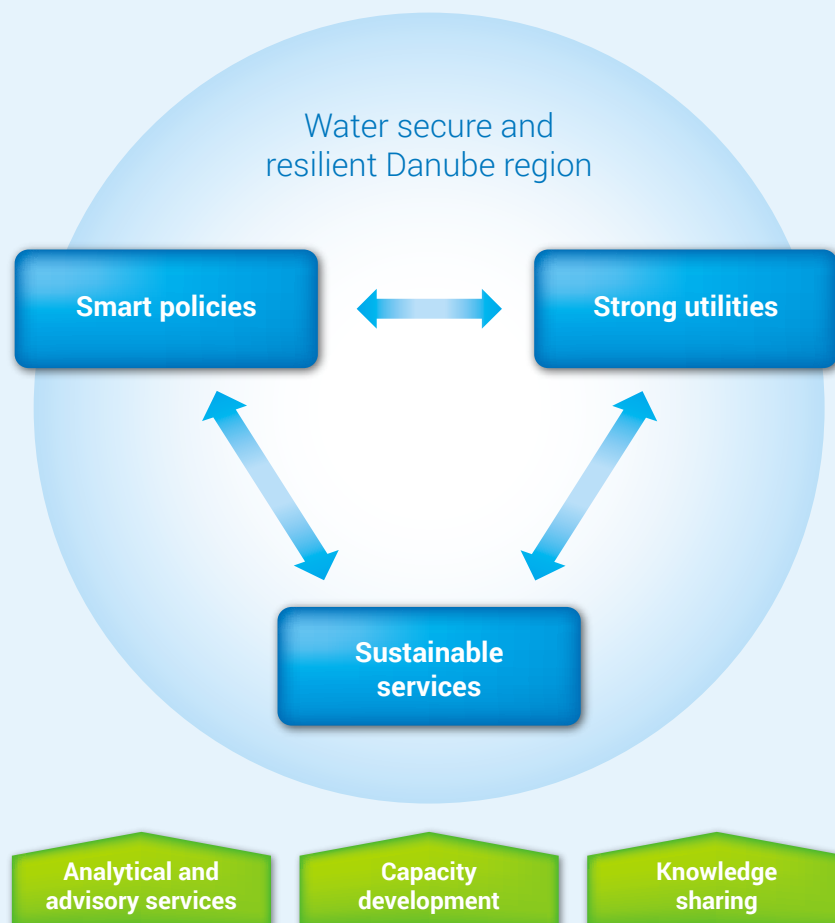 Water secure and
resilient Danube region
Smart policies
Strong utilities
Sustainable
services
Analytical and
advisory services
Capacity
development
Knowledge
sharing